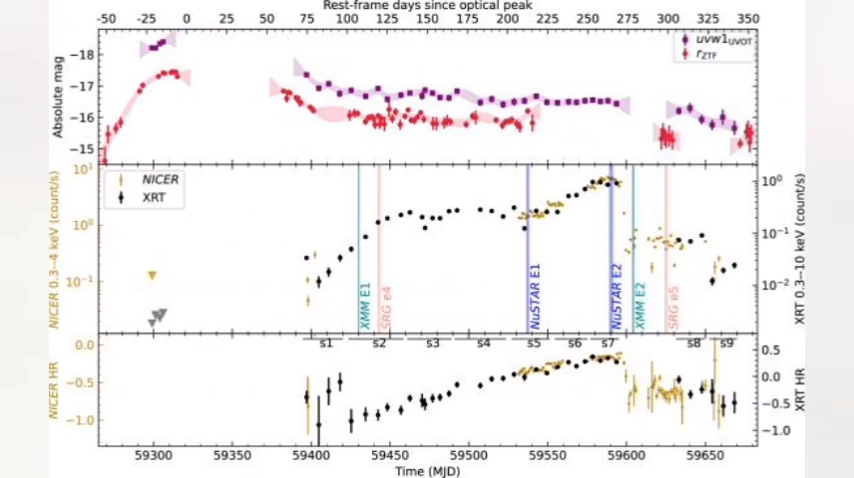 Rest-frame days since optical peak
-50 -25 0 25 50 75 100 125 150 175 200 225 250 275 300 325 350
Absolute mag
−18
−17
−16
−15
uvw1UVOT
rZTF
NICER 0.3–4 keV (count/s)
10¹
10⁰
10⁻¹
NICER
XRT
XMM E1
SRG e4
NuSTAR E1
NuSTAR E2
XMM E2
SRG e5
10⁰
10⁻¹
10⁻²
XRT 0.3–10 keV (count/s)
s1 s2 s3 s4 s5 s6 s7 s8 s9
NICER HR
0.0
−0.5
−1.0
0.5
0.0
−0.5
−1.0
XRT HR
59300 59350 59400 59450 59500 59550 59600 59650
Time (MJD)